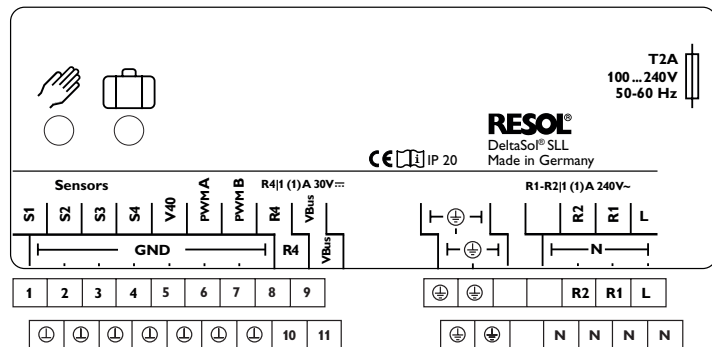 T2A
100 ... 240V
50-60 Hz
RESOL®
DeltaSol® SLL
CE i IP 20 Made in Germany
Sensors R4|1 (1) A 30V⎓ R1-R2|1 (1) A 240V~
S1 S2 S3 S4 V40 PWM A PWM B R4 VBus R2 R1 L
GND R4 VBus N
1 2 3 4 5 6 7 8 9 R2 R1 L
10 11 N N N N